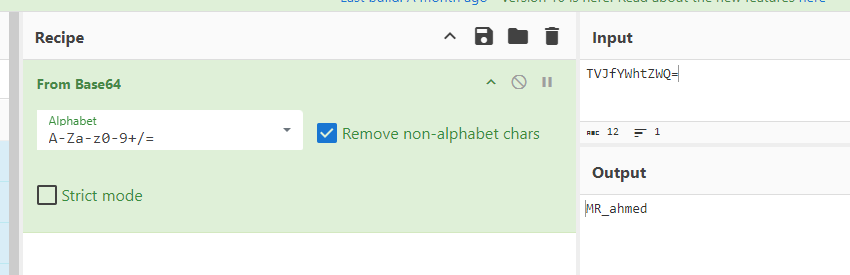 Last build: A month ago - Version 10 is here! Read about the new features here
Recipe
From Base64
Alphabet
A-Za-z0-9+/=
Remove non-alphabet chars
Strict mode
Input
TVJfYWhtZWQ=
ABC 12 1
Output
MR_ahmed